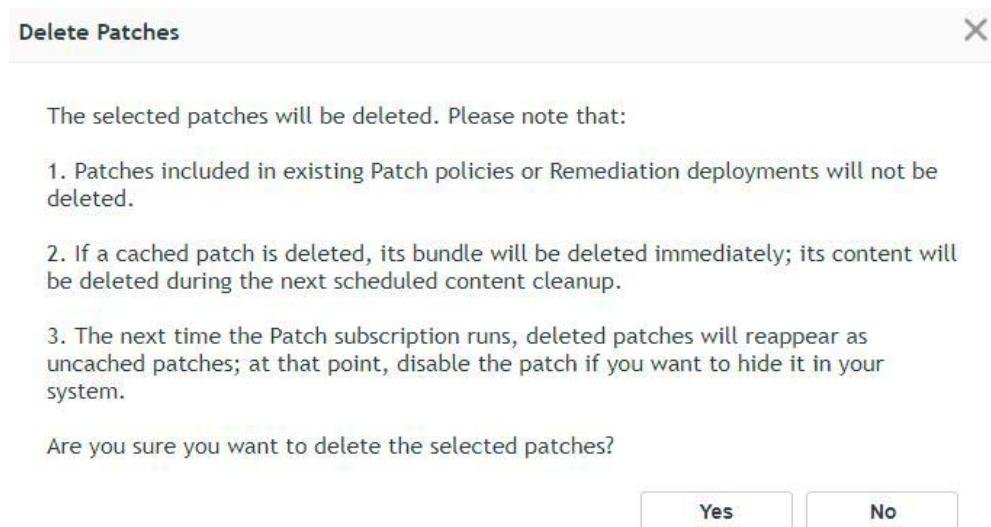 Delete Patches
The selected patches will be deleted. Please note that:
1. Patches included in existing Patch policies or Remediation deployments will not be
deleted.
2. If a cached patch is deleted, its bundle will be deleted immediately; its content will
be deleted during the next scheduled content cleanup.
3. The next time the Patch subscription runs, deleted patches will reappear as
uncached patches; at that point, disable the patch if you want to hide it in your
system.
Are you sure you want to delete the selected patches?
Yes No